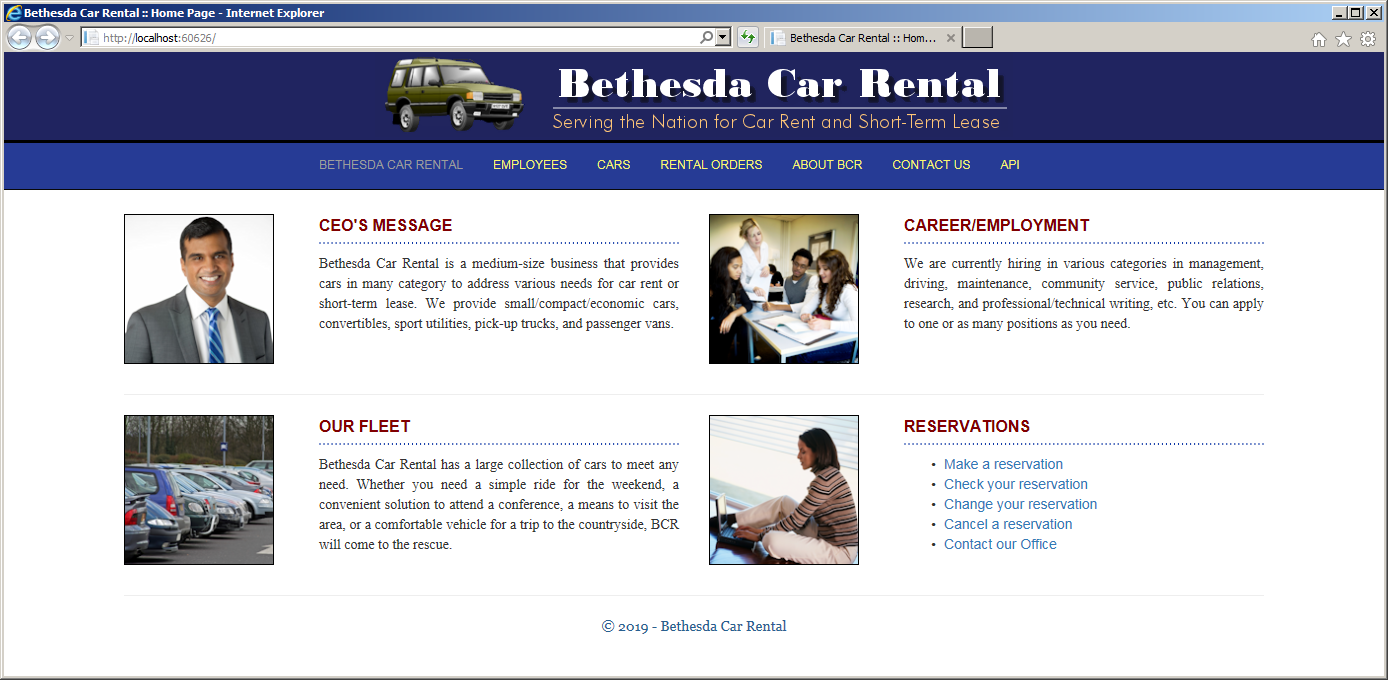 Bethesda Car Rental :: Home Page - Internet Explorer
http://localhost:60626/
Bethesda Car Rental :: Hom...
Bethesda Car Rental
Serving the Nation for Car Rent and Short-Term Lease
BETHESDA CAR RENTAL EMPLOYEES CARS RENTAL ORDERS ABOUT BCR CONTACT US API
CEO'S MESSAGE
Bethesda Car Rental is a medium-size business that provides
cars in many category to address various needs for car rent or
short-term lease. We provide small/compact/economic cars,
convertibles, sport utilities, pick-up trucks, and passenger vans.
CAREER/EMPLOYMENT
We are currently hiring in various categories in management,
driving, maintenance, community service, public relations,
research, and professional/technical writing, etc. You can apply
to one or as many positions as you need.
OUR FLEET
Bethesda Car Rental has a large collection of cars to meet any
need. Whether you need a simple ride for the weekend, a
convenient solution to attend a conference, a means to visit the
area, or a comfortable vehicle for a trip to the countryside, BCR
will come to the rescue.
RESERVATIONS
• Make a reservation
• Check your reservation
• Change your reservation
• Cancel a reservation
• Contact our Office
© 2019 - Bethesda Car Rental